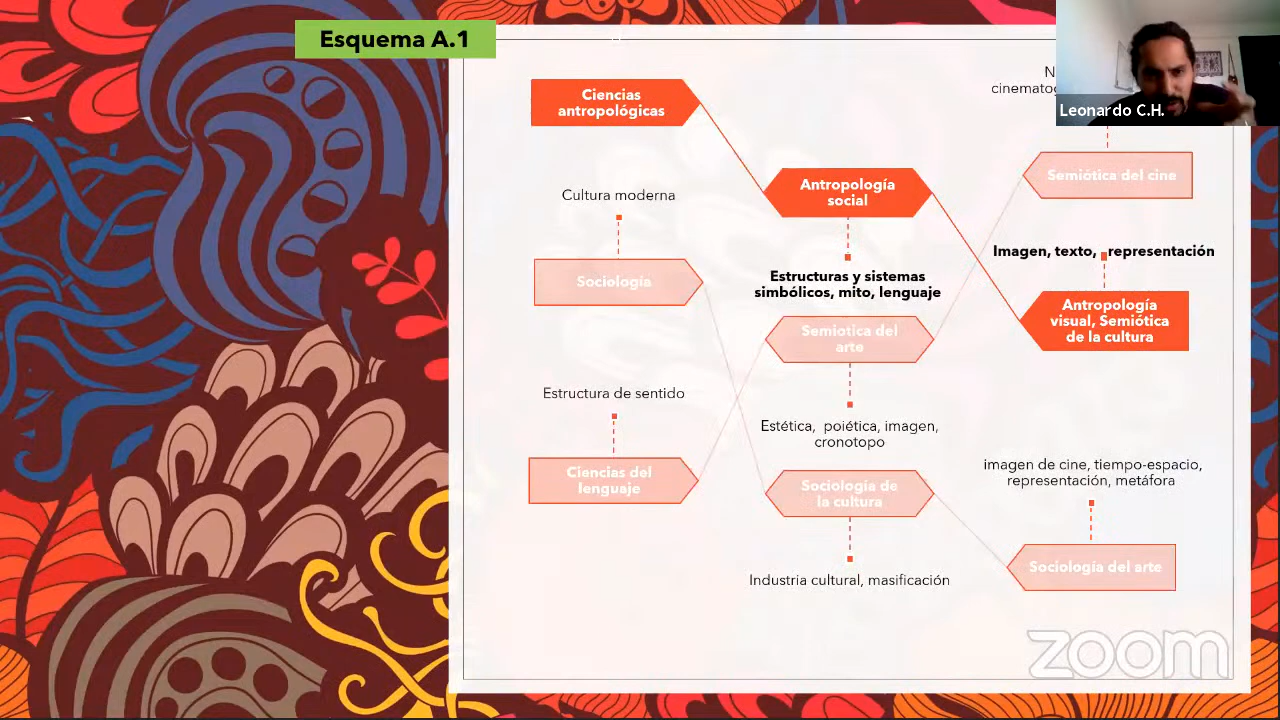 Esquema A.1
Ciencias
antropológicas
Cultura moderna
Sociología
Estructura de sentido
Ciencias del
lenguaje
Antropología
social
Estructuras y sistemas
simbólicos, mito, lenguaje
Semiotica del
arte
Estética, poiética, imagen,
cronotopo
Sociologia de
la cultura
Industria cultural, masificación
Leonardo C.H.
Semiótica del cine
Imagen, texto, representación
Antropología
visual, Semiótica
de la cultura
imagen de cine, tiempo-espacio,
representación, metáfora
Sociología del arte
zoom